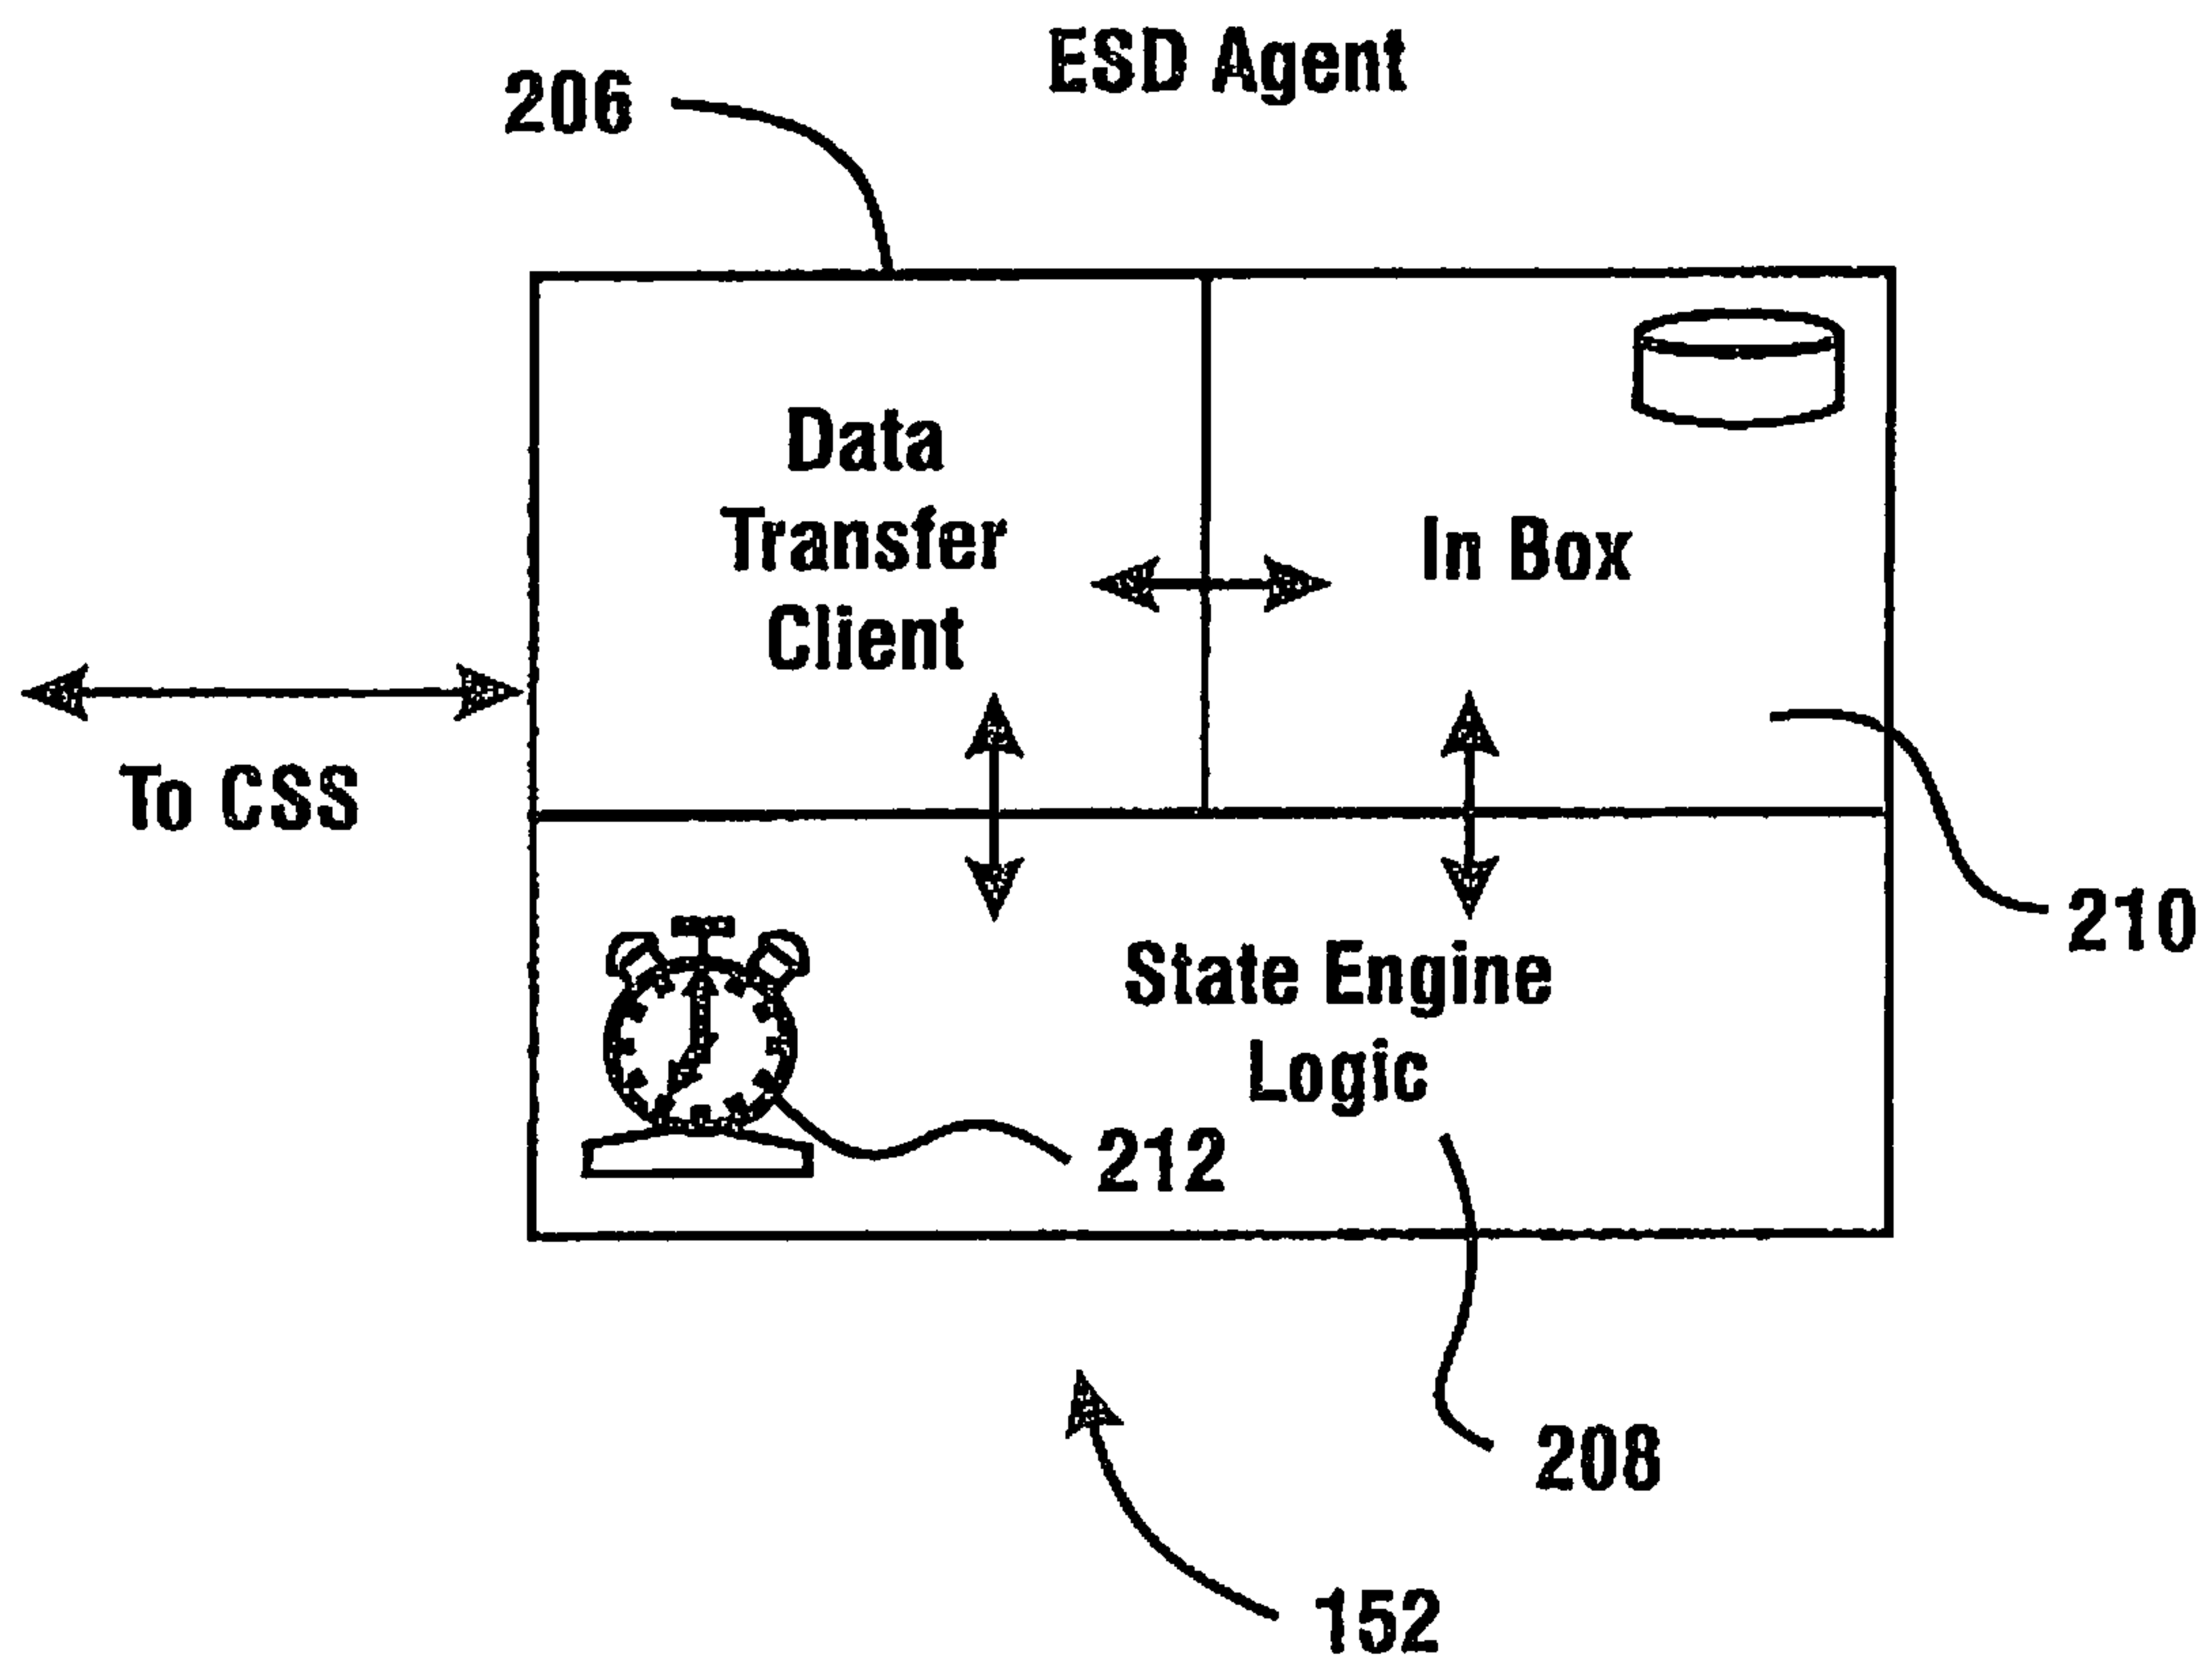 ESD Agent
206
Data
Transfer
Client
In Box
To CSS
210
State Engine
Logic
212
208
152